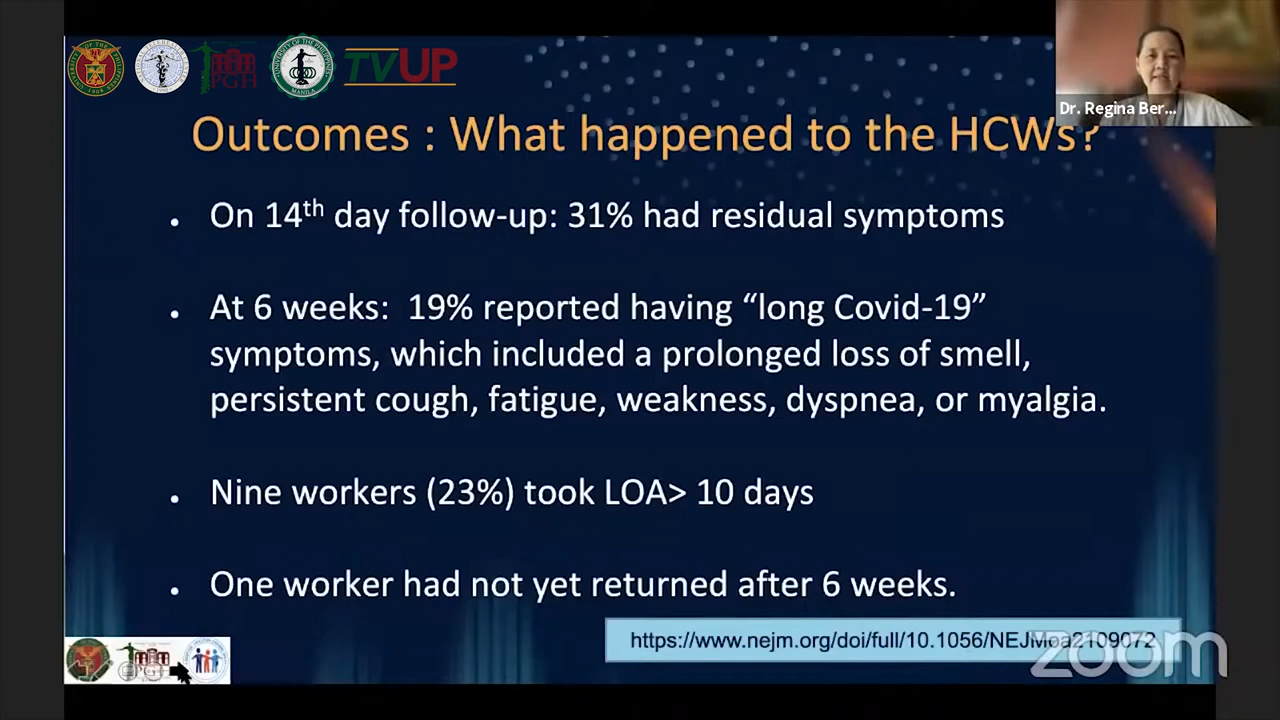 TVUP
PGH
MANILA
Dr. Regina Ber...
Outcomes : What happened to the HCWs?
On 14th day follow-up: 31% had residual symptoms
At 6 weeks: 19% reported having “long Covid-19”
symptoms, which included a prolonged loss of smell,
persistent cough, fatigue, weakness, dyspnea, or myalgia.
Nine workers (23%) took LOA> 10 days
One worker had not yet returned after 6 weeks.
https://www.nejm.org/doi/full/10.1056/NEJMoa2109072
zoom